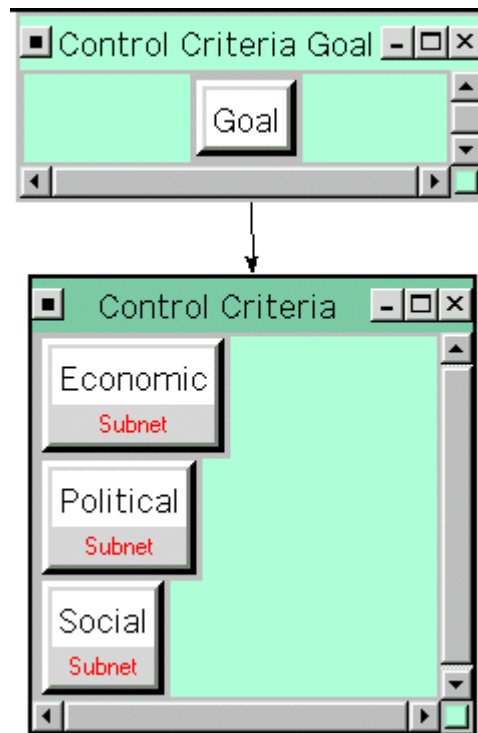 Control Criteria Goal
Goal
Control Criteria
Economic
Subnet
Political
Subnet
Social
Subnet